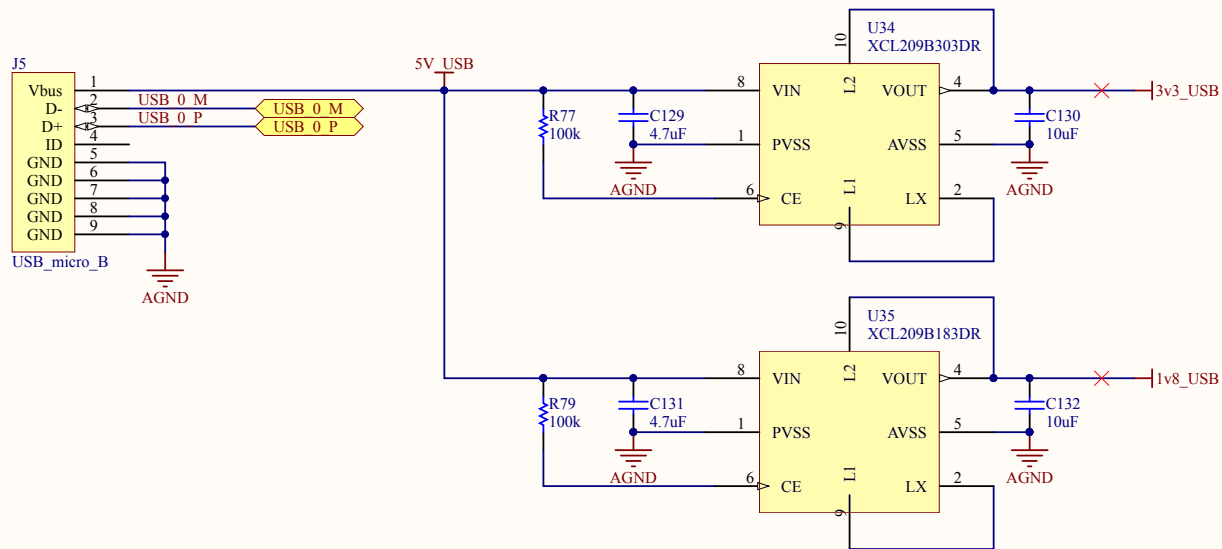 J5
Vbus
D-
D+
ID
GND
GND
GND
GND
GND
1
2
3
4
5
6
7
8
9
USB_micro_B
USB_0_M
USB_0_P
USB_0_M
USB_0_P
AGND
5V_USB
R77
100k
C129
4.7uF
AGND
U34
XCL209B303DR
10
L2
8
VIN
VOUT
4
1
PVSS
AVSS
5
6
CE
L1
LX
2
9
C130
10uF
AGND
3v3_USB
R79
100k
C131
4.7uF
AGND
U35
XCL209B183DR
10
L2
8
VIN
VOUT
4
1
PVSS
AVSS
5
6
CE
L1
LX
2
9
C132
10uF
AGND
1v8_USB